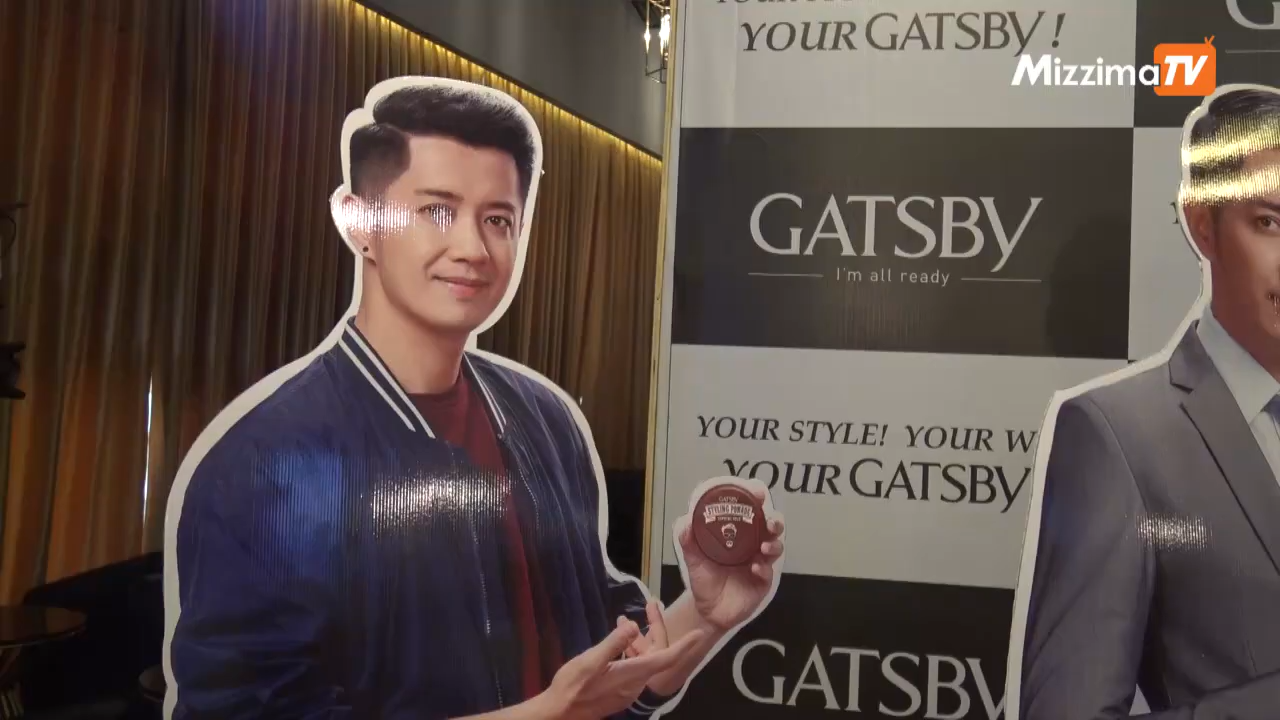 YOUR GATSBY!
MizzimaTV
GATSBY
I'm all ready
YOUR STYLE! YOUR W
YOUR GATSBY
GATSBY
STYLING POMADE
GATSBY